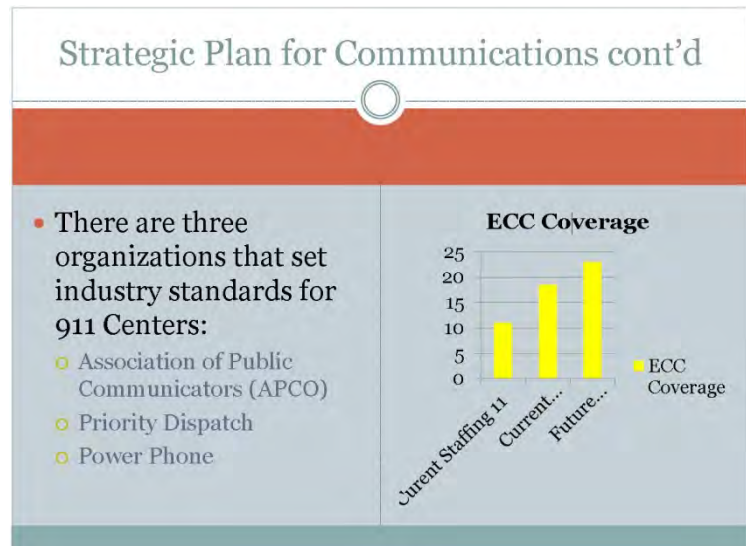 Strategic Plan for Communications cont'd
• There are three
organizations that set
industry standards for
911 Centers:
o Association of Public
Communicators (APCO)
o Priority Dispatch
o Power Phone
ECC Coverage
25
20
15
10
5
0
Curent Staffing 11
Current...
Future...
ECC
Coverage